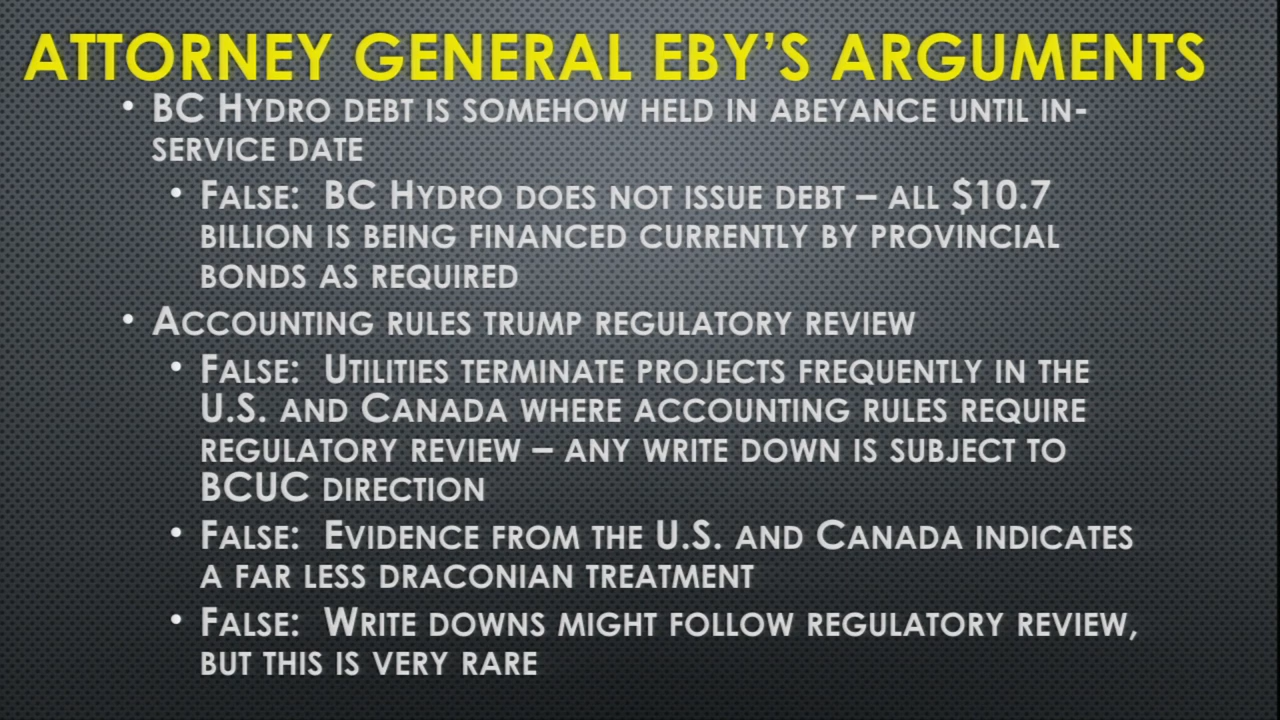 ATTORNEY GENERAL EBY'S ARGUMENTS
• BC HYDRO DEBT IS SOMEHOW HELD IN ABEYANCE UNTIL IN-
SERVICE DATE
• FALSE: BC HYDRO DOES NOT ISSUE DEBT – ALL $10.7
BILLION IS BEING FINANCED CURRENTLY BY PROVINCIAL
BONDS AS REQUIRED
• ACCOUNTING RULES TRUMP REGULATORY REVIEW
• FALSE: UTILITIES TERMINATE PROJECTS FREQUENTLY IN THE
U.S. AND CANADA WHERE ACCOUNTING RULES REQUIRE
REGULATORY REVIEW – ANY WRITE DOWN IS SUBJECT TO
BCUC DIRECTION
• FALSE: EVIDENCE FROM THE U.S. AND CANADA INDICATES
A FAR LESS DRACONIAN TREATMENT
• FALSE: WRITE DOWNS MIGHT FOLLOW REGULATORY REVIEW,
BUT THIS IS VERY RARE